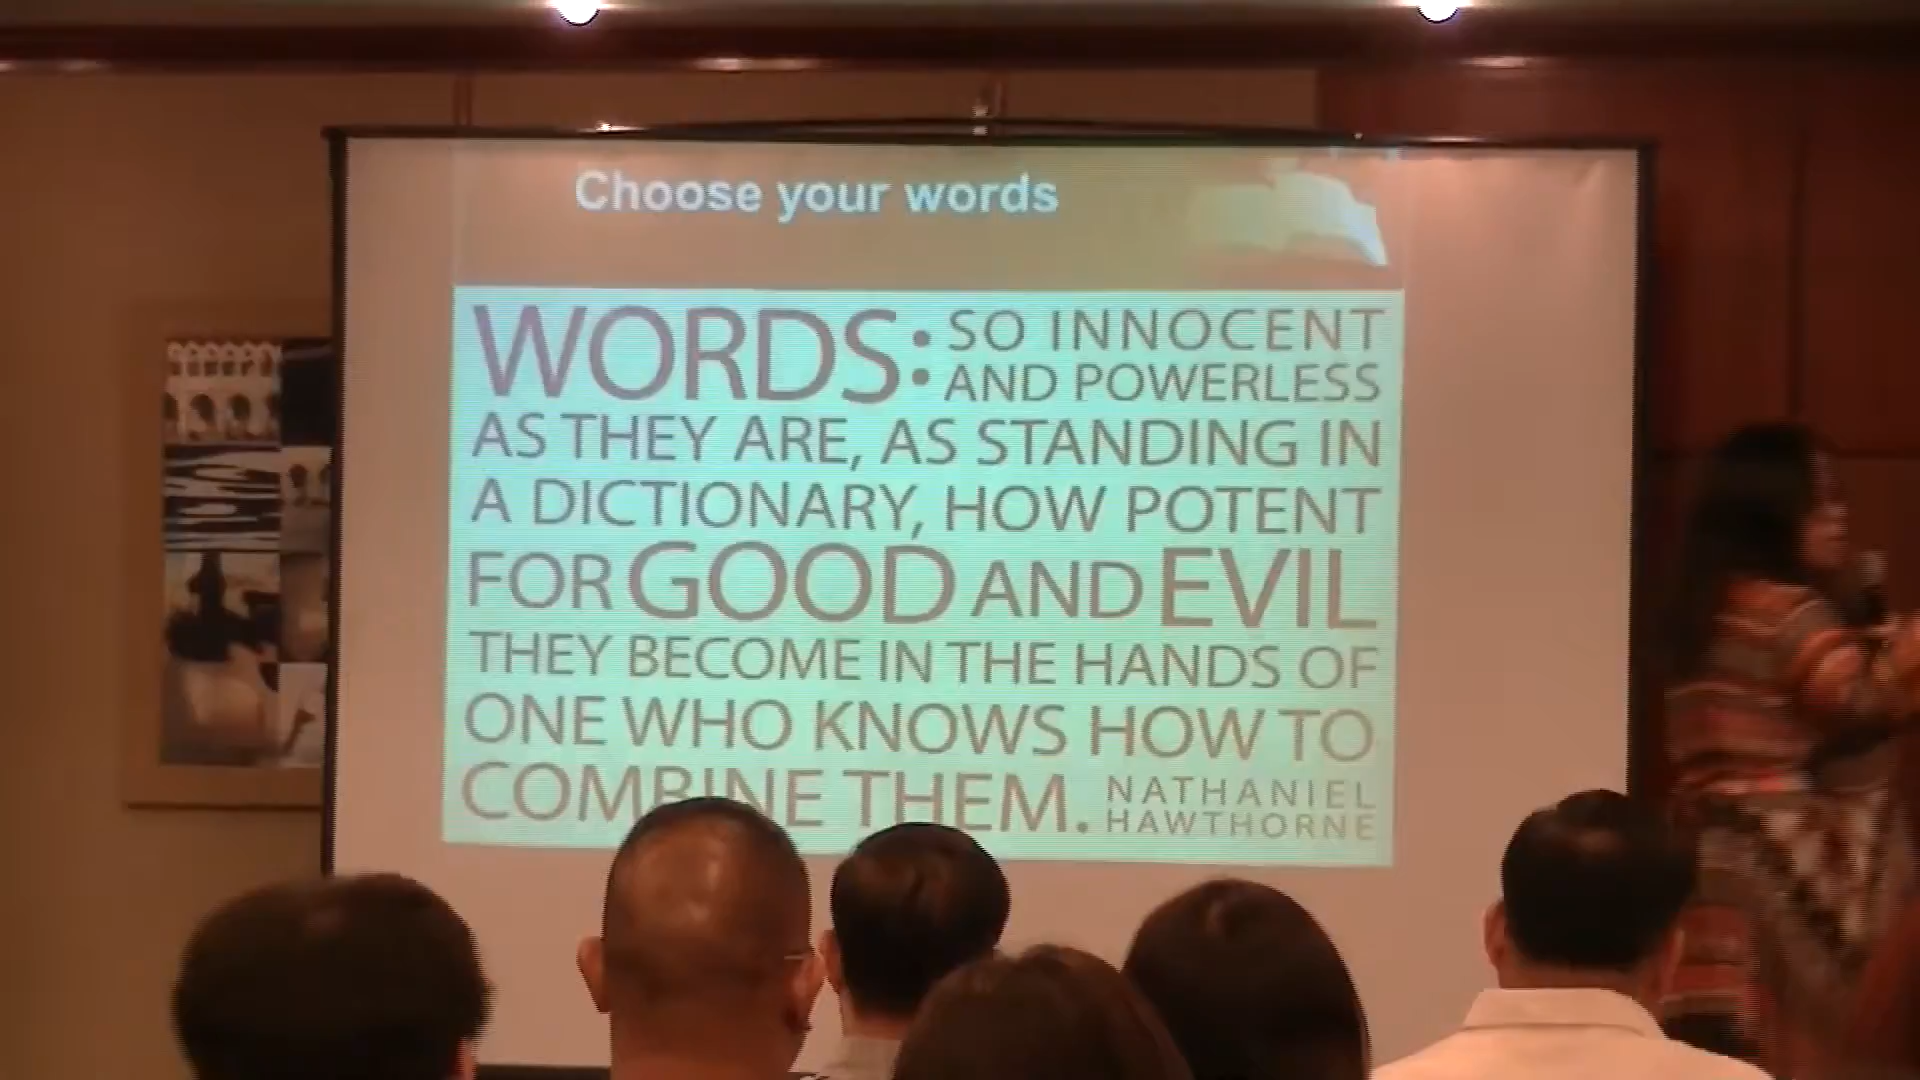 Choose your words
WORDS: SO INNOCENT
AND POWERLESS
AS THEY ARE, AS STANDING IN
A DICTIONARY, HOW POTENT
FOR GOOD AND EVIL
THEY BECOME IN THE HANDS OF
ONE WHO KNOWS HOW TO
COMBINE THEM. NATHANIEL
HAWTHORNE